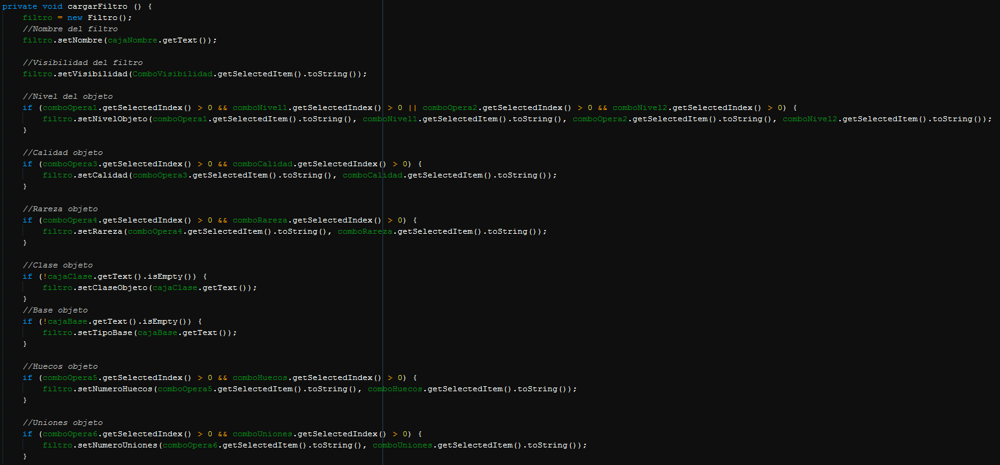 private void cargarFiltro () {
filtro = new Filtro();
//Nombre del filtro
filtro.setNombre(cajaNombre.getText());
//Visibilidad del filtro
filtro.setVisibilidad(ComboVisibilidad.getSelectedItem().toString());
//Nivel del objeto
if (comboOpera1.getSelectedIndex() > 0 && comboNivel1.getSelectedIndex() > 0 || comboOpera2.getSelectedIndex() > 0 && comboNivel2.getSelectedIndex() > 0) {
filtro.setNivelObjeto(comboOpera1.getSelectedItem().toString(), comboNivel1.getSelectedItem().toString(), comboOpera2.getSelectedItem().toString(), comboNivel2.getSelectedItem().toString());
}
//Calidad objeto
if (comboOpera3.getSelectedIndex() > 0 && comboCalidad.getSelectedIndex() > 0) {
filtro.setCalidad(comboOpera3.getSelectedItem().toString(), comboCalidad.getSelectedItem().toString());
}
//Rareza objeto
if (comboOpera4.getSelectedIndex() > 0 && comboRareza.getSelectedIndex() > 0) {
filtro.setRareza(comboOpera4.getSelectedItem().toString(), comboRareza.getSelectedItem().toString());
}
//Clase objeto
if (!cajaClase.getText().isEmpty()) {
filtro.setClaseObjeto(cajaClase.getText());
}
//Base objeto
if (!cajaBase.getText().isEmpty()) {
filtro.setTipoBase(cajaBase.getText());
}
//Huecos objeto
if (comboOpera5.getSelectedIndex() > 0 && comboHuecos.getSelectedIndex() > 0) {
filtro.setNumeroHuecos(comboOpera5.getSelectedItem().toString(), comboHuecos.getSelectedItem().toString());
}
//Uniones objeto
if (comboOpera6.getSelectedIndex() > 0 && comboUniones.getSelectedIndex() > 0) {
filtro.setNumeroUniones(comboOpera6.getSelectedItem().toString(), comboUniones.getSelectedItem().toString());
}